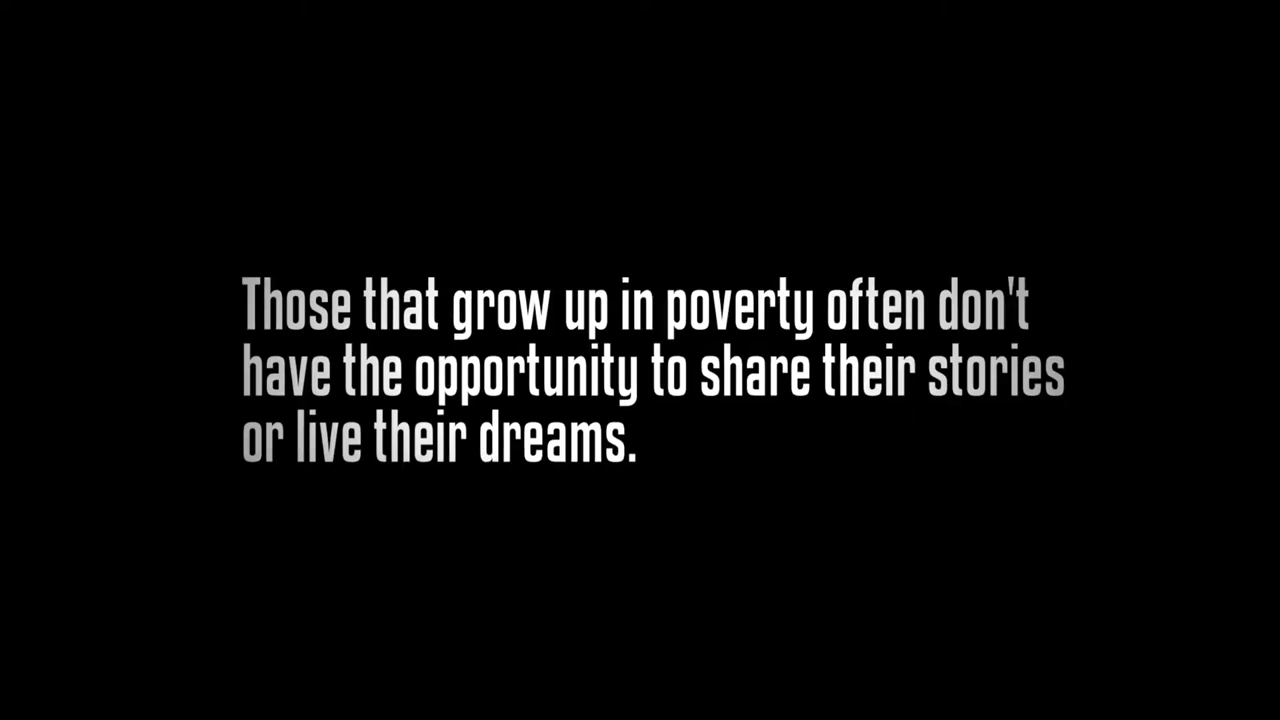 Those that grow up in poverty often don't
have the opportunity to share their stories
or live their dreams.